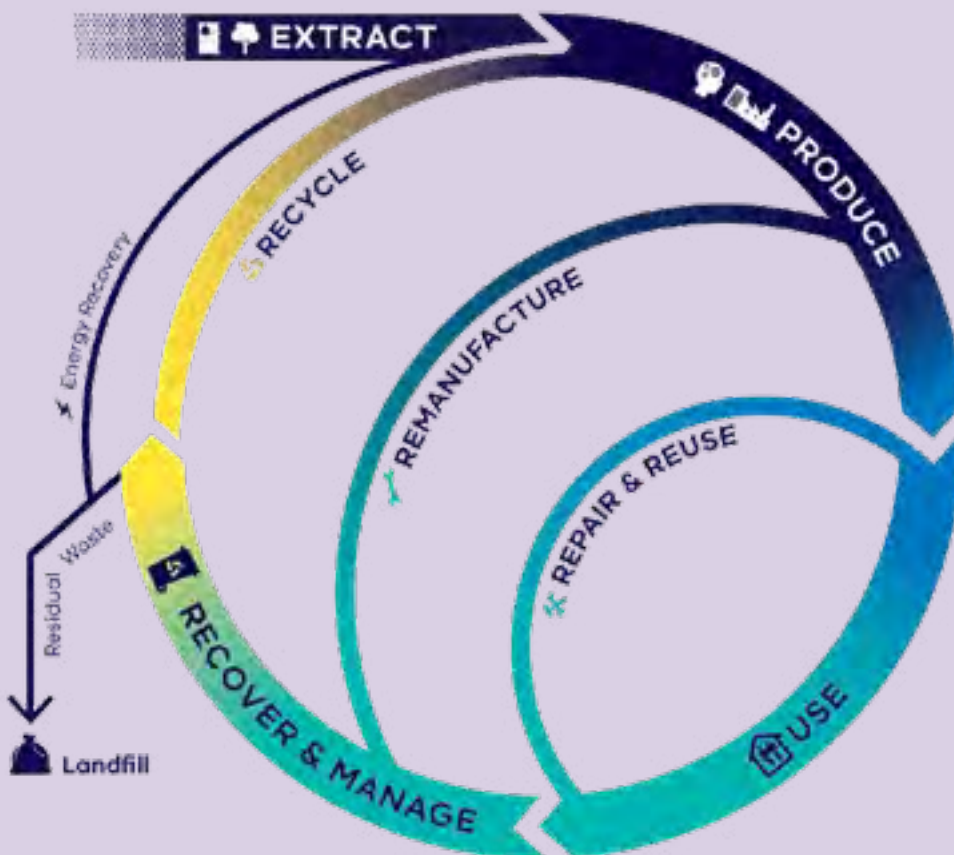 EXTRACT
PRODUCE
RECYCLE
Energy Recovery
REMANUFACTURE
REPAIR & REUSE
Residual Waste
RECOVER & MANAGE
USE
Landfill